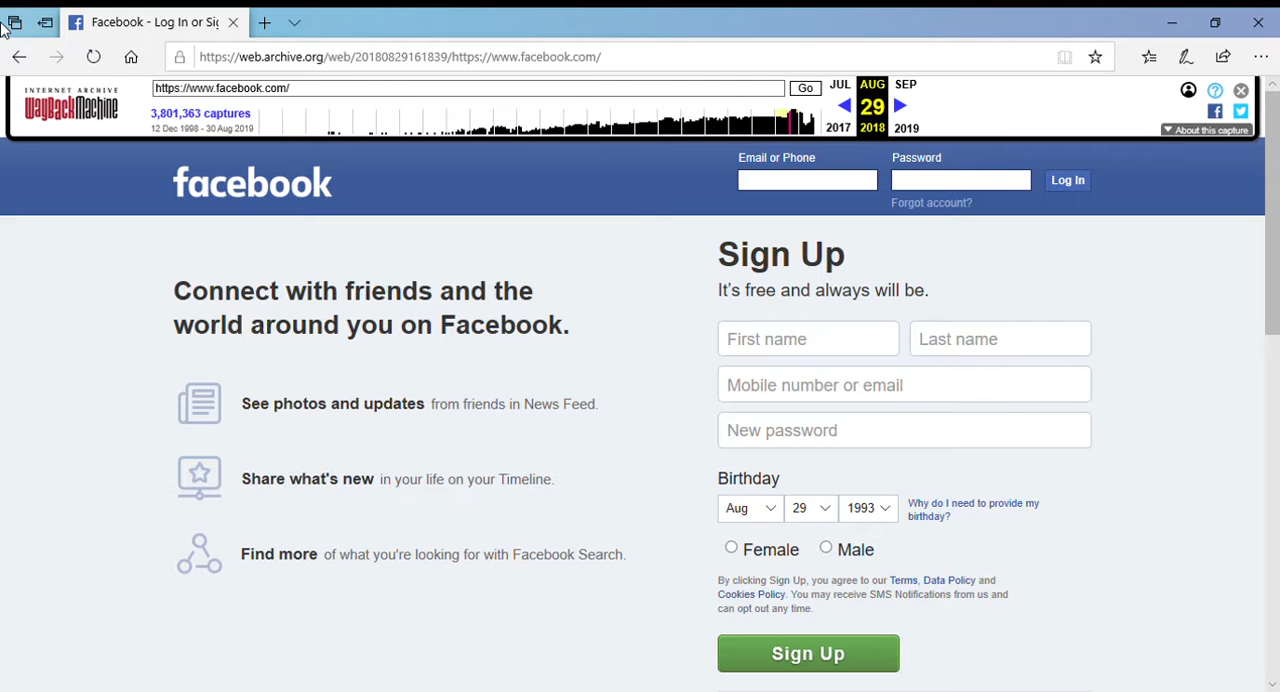 Facebook - Log In or Sig
https://web.archive.org/web/20180829161839/https://www.facebook.com/
INTERNET ARCHIVE
WayBackMachine
https://www.facebook.com/
Go
JUL AUG SEP
3,801,363 captures
29
12 Dec 1998 - 30 Aug 2019
2017 2018 2019
About this capture
facebook
Email or Phone
Password
Log In
Forgot account?
Connect with friends and the
world around you on Facebook.
See photos and updates from friends in News Feed.
Share what's new in your life on your Timeline.
Find more of what you're looking for with Facebook Search.
Sign Up
It's free and always will be.
First name
Last name
Mobile number or email
New password
Birthday
Aug 29 1993
Why do I need to provide my
birthday?
Female Male
By clicking Sign Up, you agree to our Terms, Data Policy and
Cookies Policy. You may receive SMS Notifications from us and
can opt out any time.
Sign Up